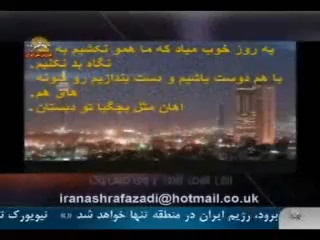 یه روز خوب میاد که ما همو نکشیم به هم
نگاه بد نکنیم.
با هم دوست باشیم و دست بندازیم رو شونه
های هم.
اهان مثل بچگیا تو دبستان
iranashrafazadi@hotmail.co.uk
برود، رژیم ایران در منطقه تنها خواهد شد / نیویورک تا